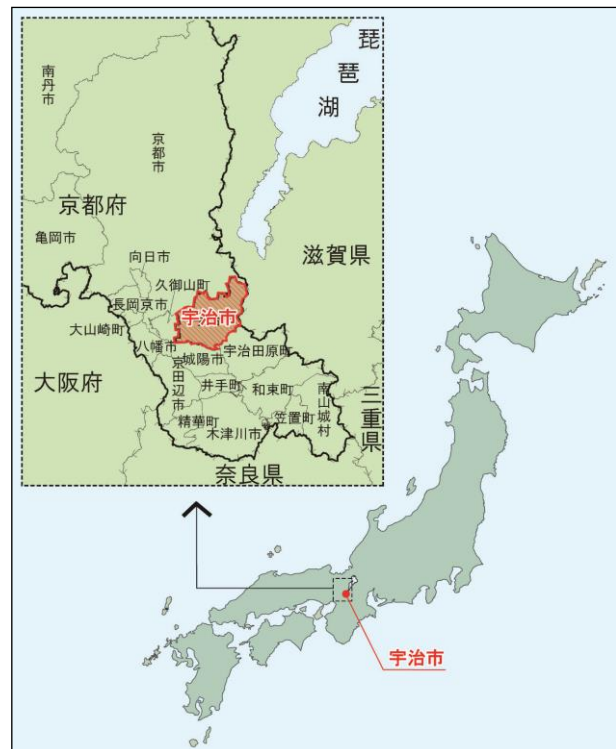 琵琶湖
南丹市
京都市
京都府
亀岡市
滋賀県
向日市
久御山町
長岡京市
宇治市
大山崎町
八幡市
城陽市
宇治田原町
大阪府
京田辺市
井手町
和束町
南山城村
三重県
精華町
木津川市
笠置町
奈良県
宇治市